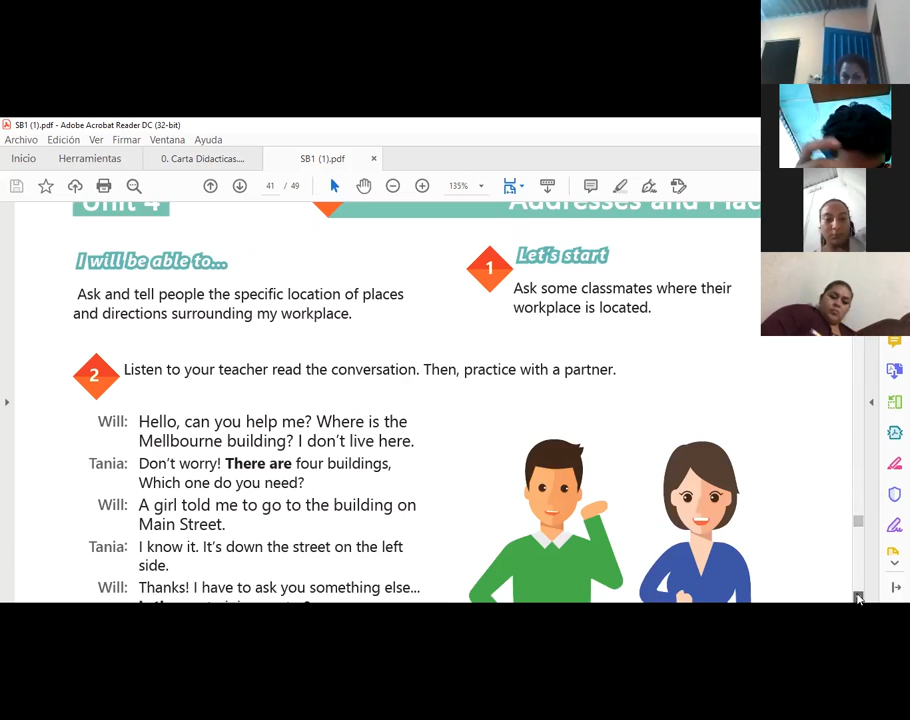 SB1 (1).pdf - Adobe Acrobat Reader DC (32-bit)
Archivo Edición Ver Firmar Ventana Ayuda
Inicio Herramientas 0. Carta Didacticas.... SB1 (1).pdf ×
41 / 49 135%
Unit 4 Addresses and Plac
I will be able to...
Ask and tell people the specific location of places
and directions surrounding my workplace.
1 Let's start
Ask some classmates where their
workplace is located.
2 Listen to your teacher read the conversation. Then, practice with a partner.
Will: Hello, can you help me? Where is the
Mellbourne building? I don't live here.
Tania: Don't worry! There are four buildings,
Which one do you need?
Will: A girl told me to go to the building on
Main Street.
Tania: I know it. It's down the street on the left
side.
Will: Thanks! I have to ask you something else...